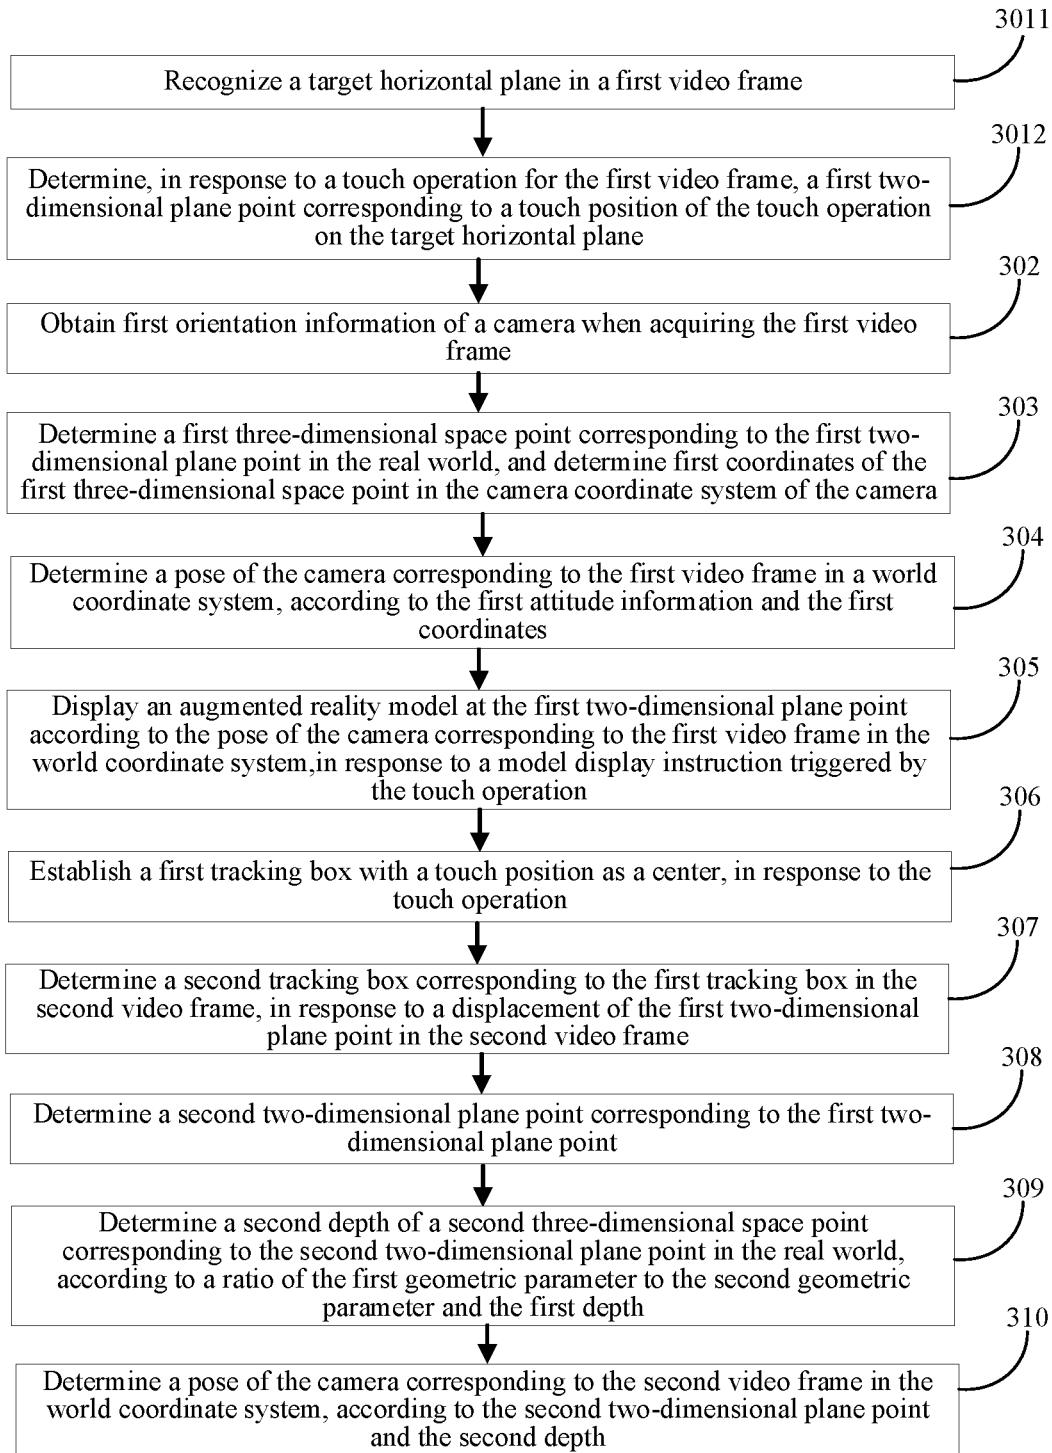 3011
Recognize a target horizontal plane in a first video frame
3012
Determine, in response to a touch operation for the first video frame, a first two-
dimensional plane point corresponding to a touch position of the touch operation
on the target horizontal plane
302
Obtain first orientation information of a camera when acquiring the first video
frame
303
Determine a first three-dimensional space point corresponding to the first two-
dimensional plane point in the real world, and determine first coordinates of the
first three-dimensional space point in the camera coordinate system of the camera
304
Determine a pose of the camera corresponding to the first video frame in a world
coordinate system, according to the first attitude information and the first
coordinates
305
Display an augmented reality model at the first two-dimensional plane point
according to the pose of the camera corresponding to the first video frame in the
world coordinate system,in response to a model display instruction triggered by
the touch operation
306
Establish a first tracking box with a touch position as a center, in response to the
touch operation
307
Determine a second tracking box corresponding to the first tracking box in the
second video frame, in response to a displacement of the first two-dimensional
plane point in the second video frame
308
Determine a second two-dimensional plane point corresponding to the first two-
dimensional plane point
309
Determine a second depth of a second three-dimensional space point
corresponding to the second two-dimensional plane point in the real world,
according to a ratio of the first geometric parameter to the second geometric
parameter and the first depth
310
Determine a pose of the camera corresponding to the second video frame in the
world coordinate system, according to the second two-dimensional plane point
and the second depth